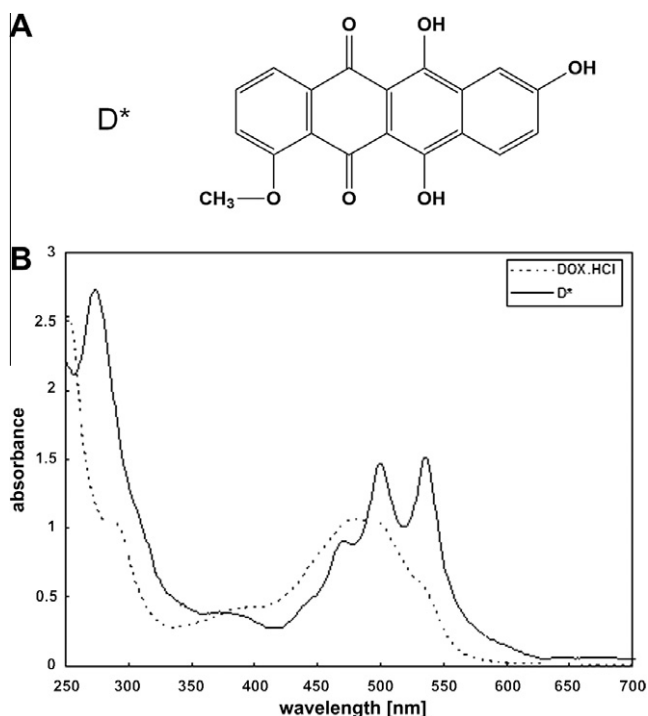 A
D*
O
OH
OH
CH₃
O
O
OH
B
3
2.5
2
1.5
1
0.5
0
absorbance
DOX.HCl
D*
250 300 350 400 450 500 550 600 650 700
wavelength [nm]